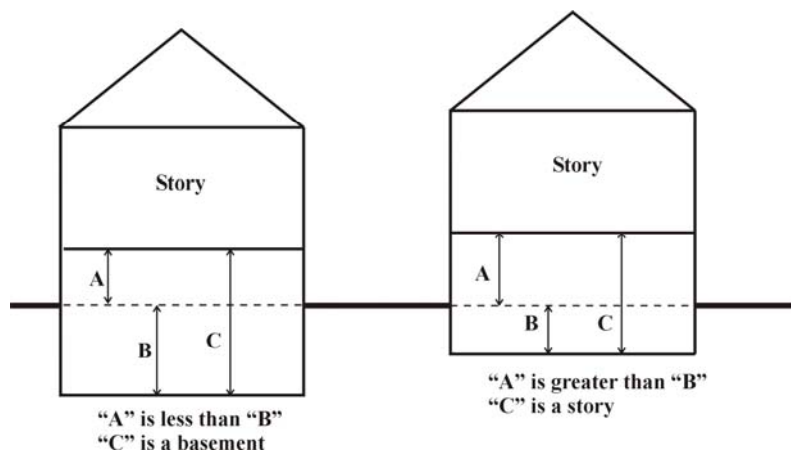 Story
A
B
C
“A” is less than “B”
“C” is a basement
Story
A
B
C
“A” is greater than “B”
“C” is a story